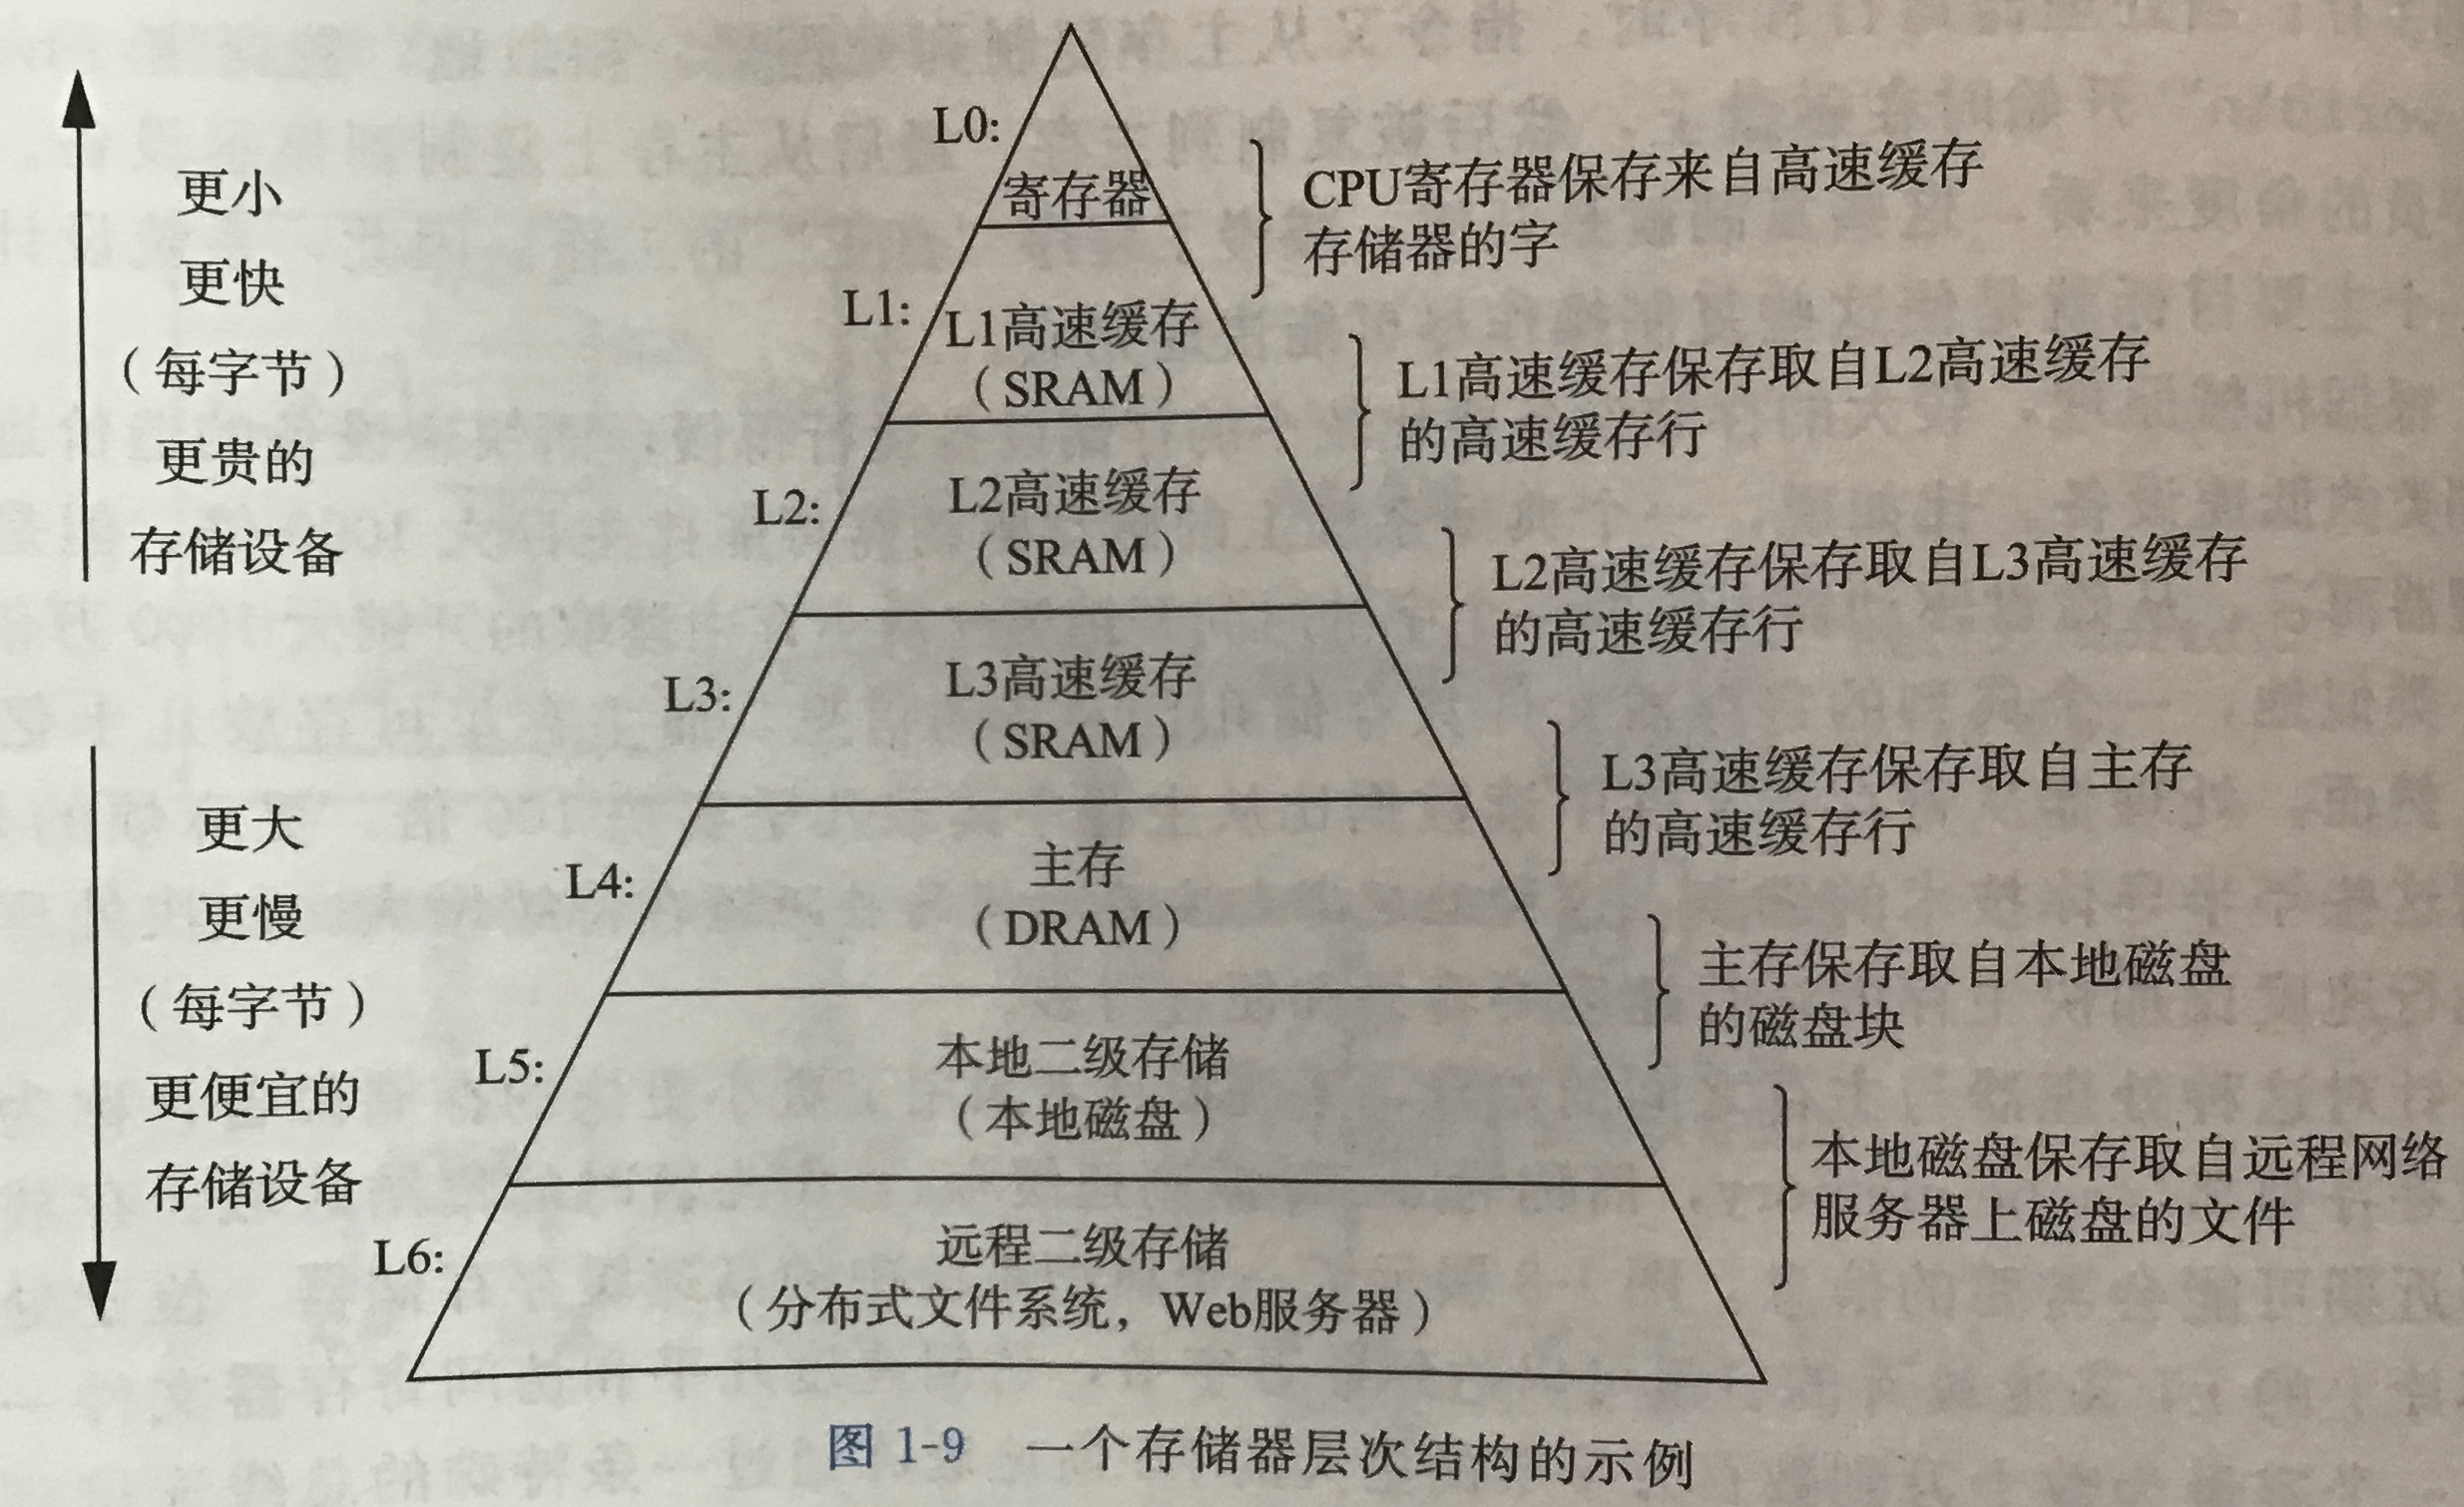 更小
更快
（每字节）
更贵的
存储设备
更大
更慢
（每字节）
更便宜的
存储设备
L0:
寄存器
L1:
L1高速缓存
（SRAM）
L2:
L2高速缓存
（SRAM）
L3:
L3高速缓存
（SRAM）
L4:
主存
（DRAM）
L5:
本地二级存储
（本地磁盘）
L6:
远程二级存储
（分布式文件系统，Web服务器）
CPU寄存器保存来自高速缓存
存储器的字
L1高速缓存保存取自L2高速缓存
的高速缓存行
L2高速缓存保存取自L3高速缓存
的高速缓存行
L3高速缓存保存取自主存
的高速缓存行
主存保存取自本地磁盘
的磁盘块
本地磁盘保存取自远程网络
服务器上磁盘的文件
图 1-9 一个存储器层次结构的示例